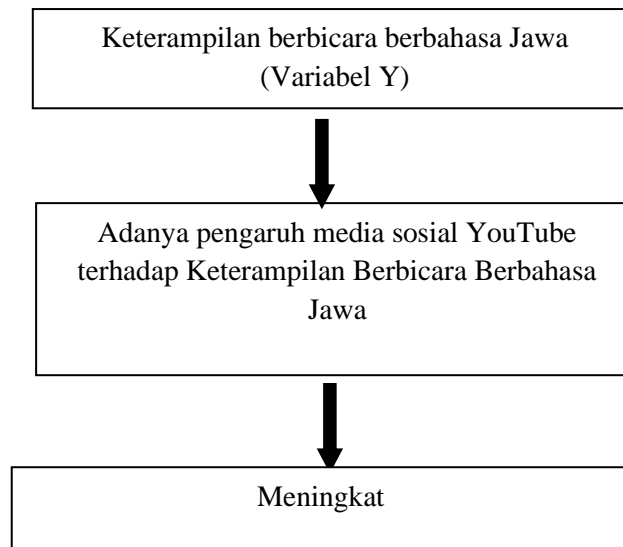 Keterampilan berbicara berbahasa Jawa
(Variabel Y)
Adanya pengaruh media sosial YouTube
terhadap Keterampilan Berbicara Berbahasa
Jawa
Meningkat